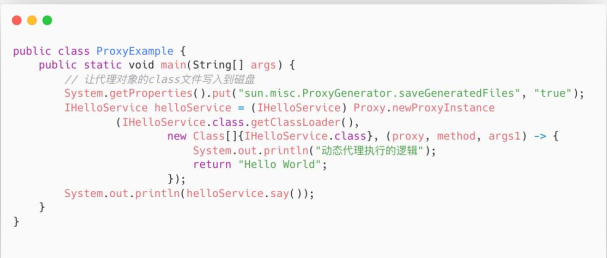 public class ProxyExample {
    public static void main(String[] args) {
        // 让代理对象的class文件写入到磁盘
        System.getProperties().put("sun.misc.ProxyGenerator.saveGeneratedFiles", "true");
        IHelloService helloService = (IHelloService) Proxy.newProxyInstance
                (IHelloService.class.getClassLoader(),
                        new Class[]{IHelloService.class}, (proxy, method, args1) -> {
                            System.out.println("动态代理执行的逻辑");
                            return "Hello World";
                        });
        System.out.println(helloService.say());
    }
}